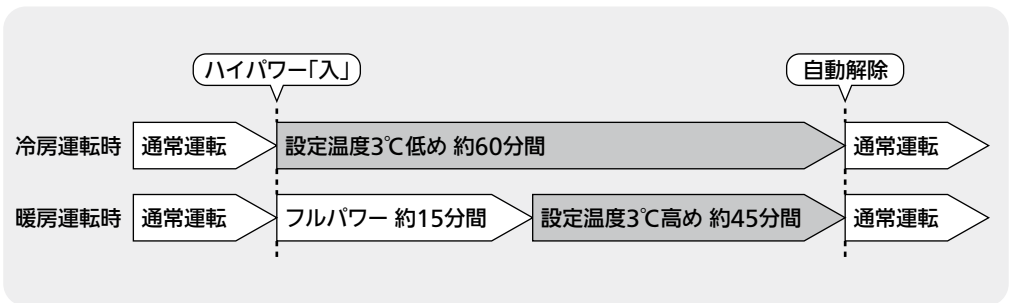 ハイパワー「入」
自動解除
冷房運転時 通常運転 設定温度3℃低め 約60分間 通常運転
暖房運転時 通常運転 フルパワー 約15分間 設定温度3℃高め 約45分間 通常運転